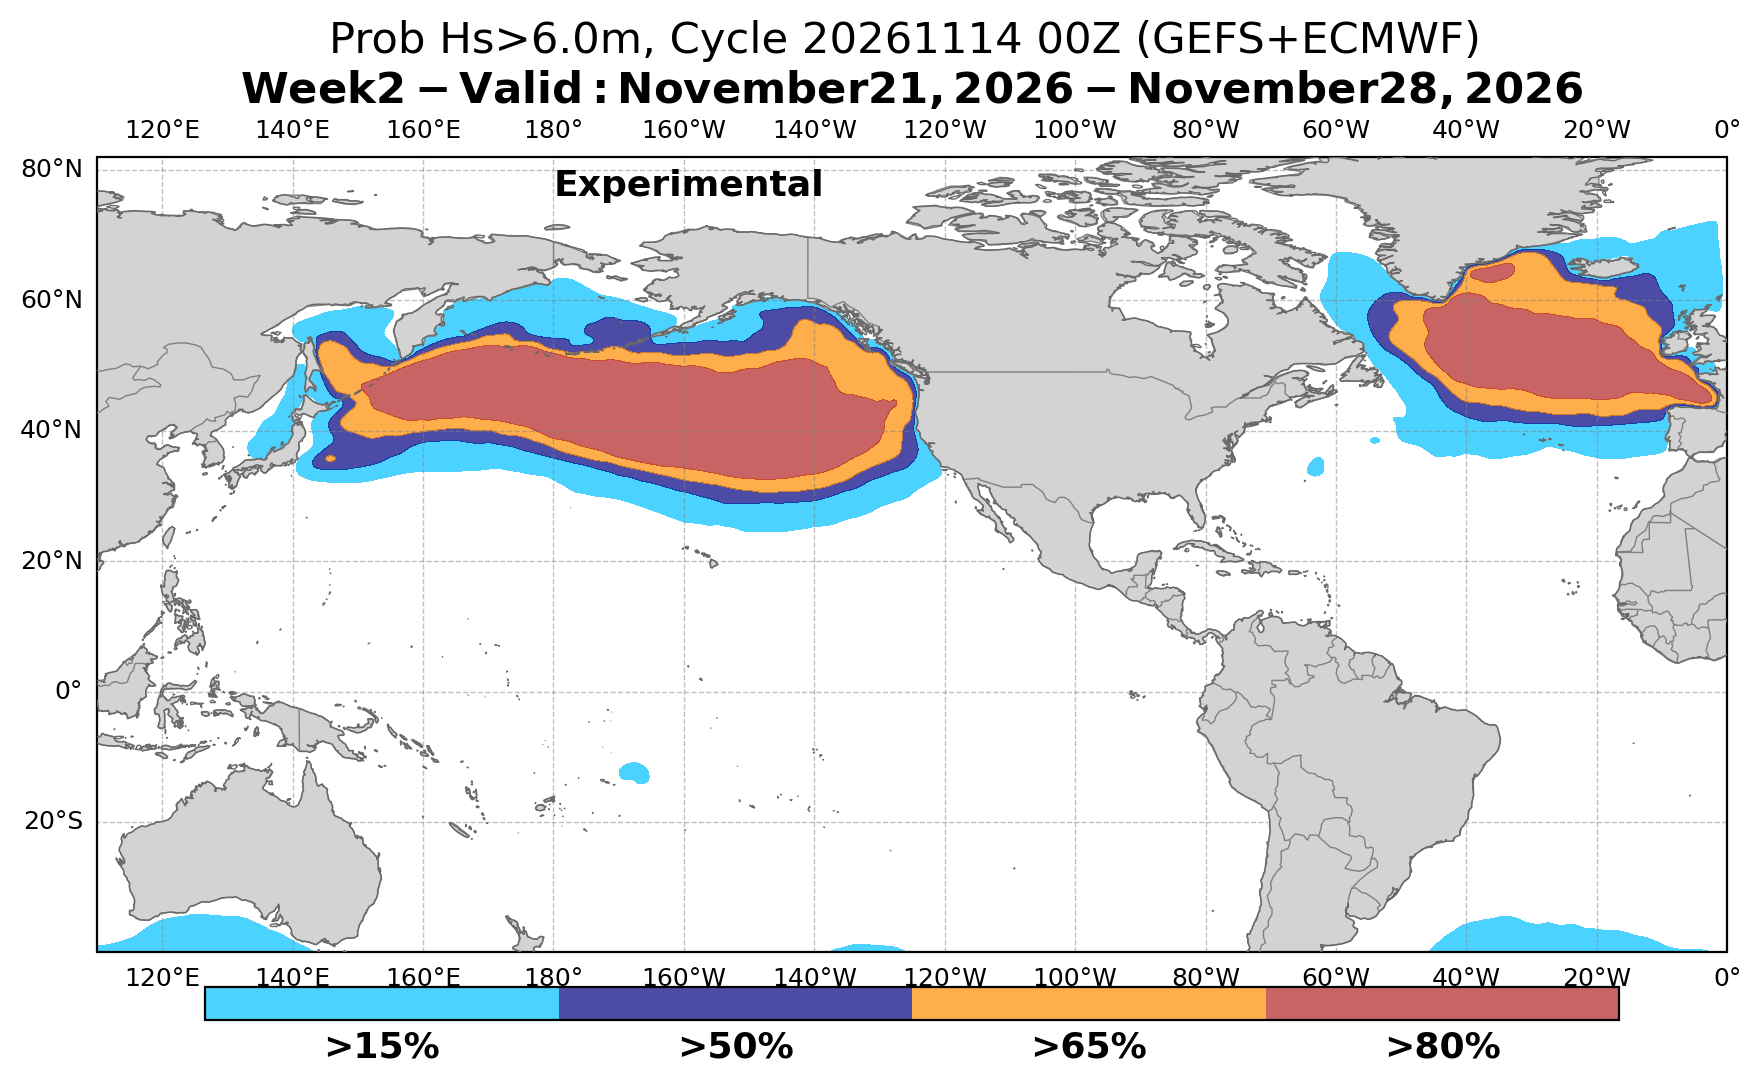 Prob Hs>6.0m, Cycle 20261114 00Z (GEFS+ECMWF)
Week2 − Valid : November21, 2026 − November28, 2026
120°E 140°E 160°E 180° 160°W 140°W 120°W 100°W 80°W 60°W 40°W 20°W 0°
80°N
Experimental
60°N
40°N
20°N
0°
20°S
120°E 140°E 160°E 180° 160°W 140°W 120°W 100°W 80°W 60°W 40°W 20°W 0°
>15% >50% >65% >80%